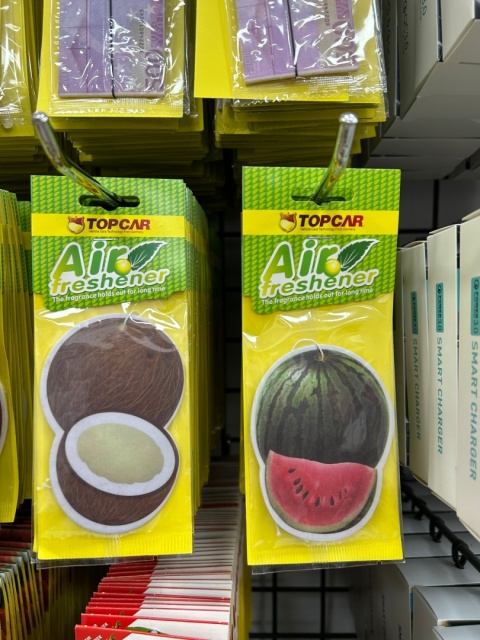 TOPCAR
Air
freshener
The fragrance holds out for long time
TOPCAR
Air
freshener
The fragrance holds out for long time
SMART CHARGER
SMART CHARGER
SMART CHARGER